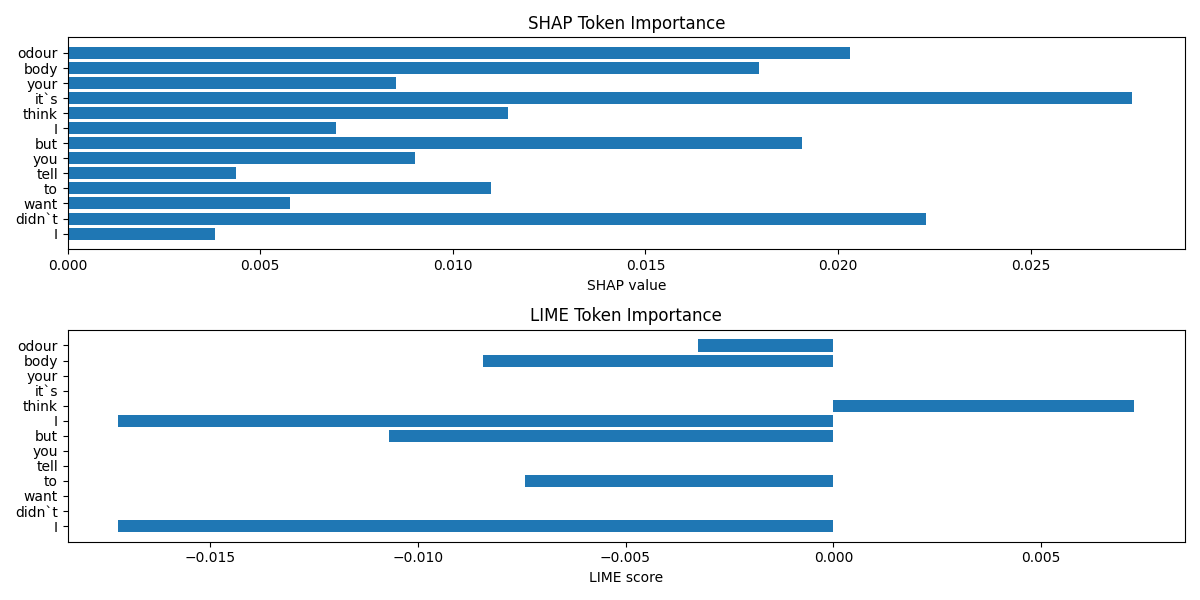 SHAP Token Importance
odour
body
your
it`s
think
I
but
you
tell
to
want
didn`t
I
0.000 0.005 0.010 0.015 0.020 0.025
SHAP value
LIME Token Importance
odour
body
your
it`s
think
I
but
you
tell
to
want
didn`t
I
−0.015 −0.010 −0.005 0.000 0.005
LIME score